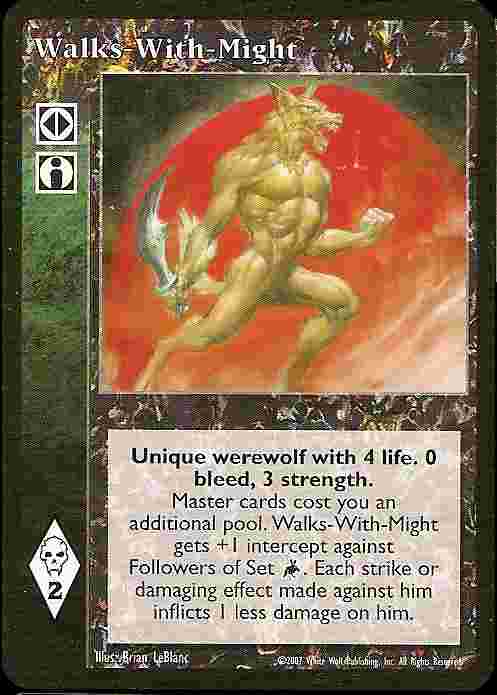 Walks-With-Might
Unique werewolf with 4 life. 0
bleed, 3 strength.
Master cards cost you an
additional pool. Walks-With-Might
gets +1 intercept against
Followers of Set . Each strike or
damaging effect made against him
inflicts 1 less damage on him.
2
Illus: Brian LeBlanc
©2007 White Wolf Publishing, Inc. All Rights Reserved.